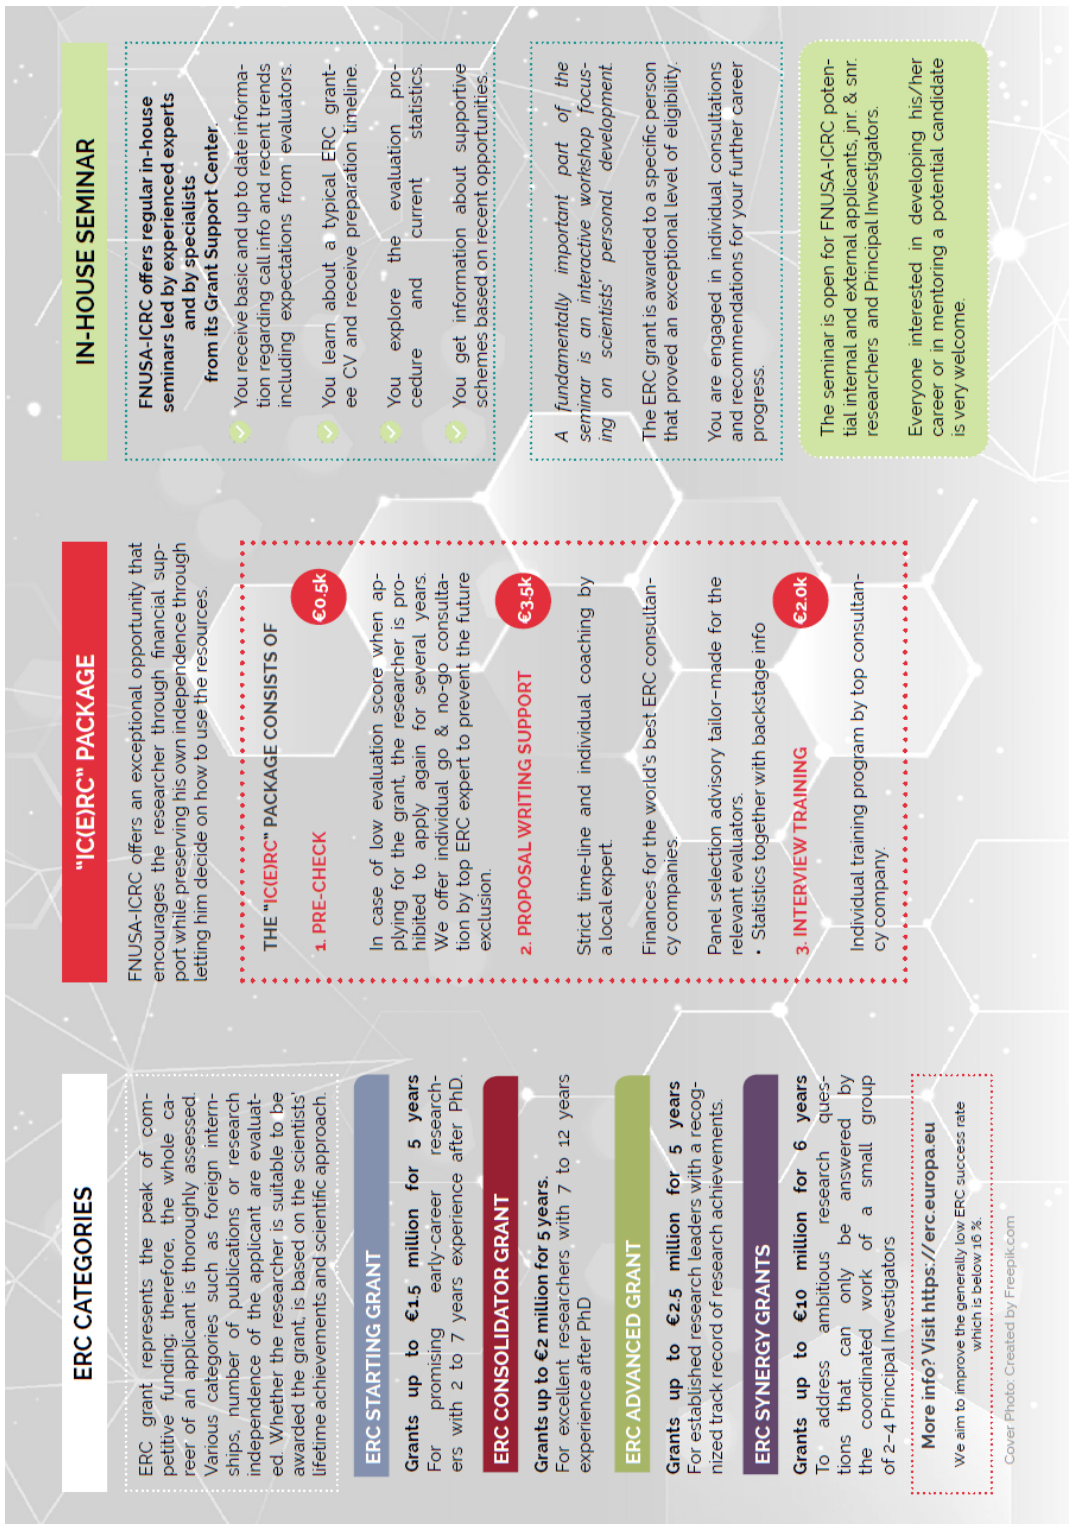 ERC CATEGORIES
ERC grant represents the peak of com-
petitive funding; therefore, the whole ca-
reer of an applicant is thoroughly assessed.
Various categories such as foreign intern-
ships, number of publications or research
independence of the applicant are evaluat-
ed. Whether the researcher is suitable to be
awarded the grant, is based on the scientists'
lifetime achievements and scientific approach.
ERC STARTING GRANT
Grants up to €1.5 million for 5 years
For promising early-career research-
ers with 2 to 7 years experience after PhD.
ERC CONSOLIDATOR GRANT
Grants up to €2 million for 5 years.
For excellent researchers, with 7 to 12 years
experience after PhD
ERC ADVANCED GRANT
Grants up to €2.5 million for 5 years
For established research leaders with a recog-
nized track record of research achievements.
ERC SYNERGY GRANTS
Grants up to €10 million for 6 years
To address ambitious research ques-
tions that can only be answered by
the coordinated work of a small group
of 2–4 Principal Investigators
More info? Visit https://erc.europa.eu
We aim to improve the generally low ERC success rate
which is below 16 %.
Cover Photo: Created by Freepik.com
"IC(E)RC" PACKAGE
FNUSA-ICRC offers an exceptional opportunity that
encourages the researcher through financial sup-
port while preserving his own independence through
letting him decide on how to use the resources.
THE "IC(E)RC" PACKAGE CONSISTS OF
1. PRE-CHECK
€0.5k
In case of low evaluation score when ap-
plying for the grant, the researcher is pro-
hibited to apply again for several years.
We offer individual go & no-go consulta-
tion by top ERC expert to prevent the future
exclusion.
2. PROPOSAL WRITING SUPPORT
€3.5k
Strict time-line and individual coaching by
a local expert.
Finances for the world's best ERC consultan-
cy companies.
Panel selection advisory tailor-made for the
relevant evaluators.
• Statistics together with backstage info
3. INTERVIEW TRAINING
€2.0k
Individual training program by top consultan-
cy company.
IN-HOUSE SEMINAR
FNUSA-ICRC offers regular in-house
seminars led by experienced experts
and by specialists
from its Grant Support Center.
You receive basic and up to date informa-
tion regarding call info and recent trends
including expectations from evaluators.
You learn about a typical ERC grant-
ee CV and receive preparation timeline.
You explore the evaluation pro-
cedure and current statistics.
You get information about supportive
schemes based on recent opportunities.
A fundamentally important part of the
seminar is an interactive workshop focus-
ing on scientists' personal development.
The ERC grant is awarded to a specific person
that proved an exceptional level of eligibility.
You are engaged in individual consultations
and recommendations for your further career
progress.
The seminar is open for FNUSA-ICRC poten-
tial internal and external applicants, jnr. & snr.
researchers and Principal Investigators.
Everyone interested in developing his/her
career or in mentoring a potential candidate
is very welcome.